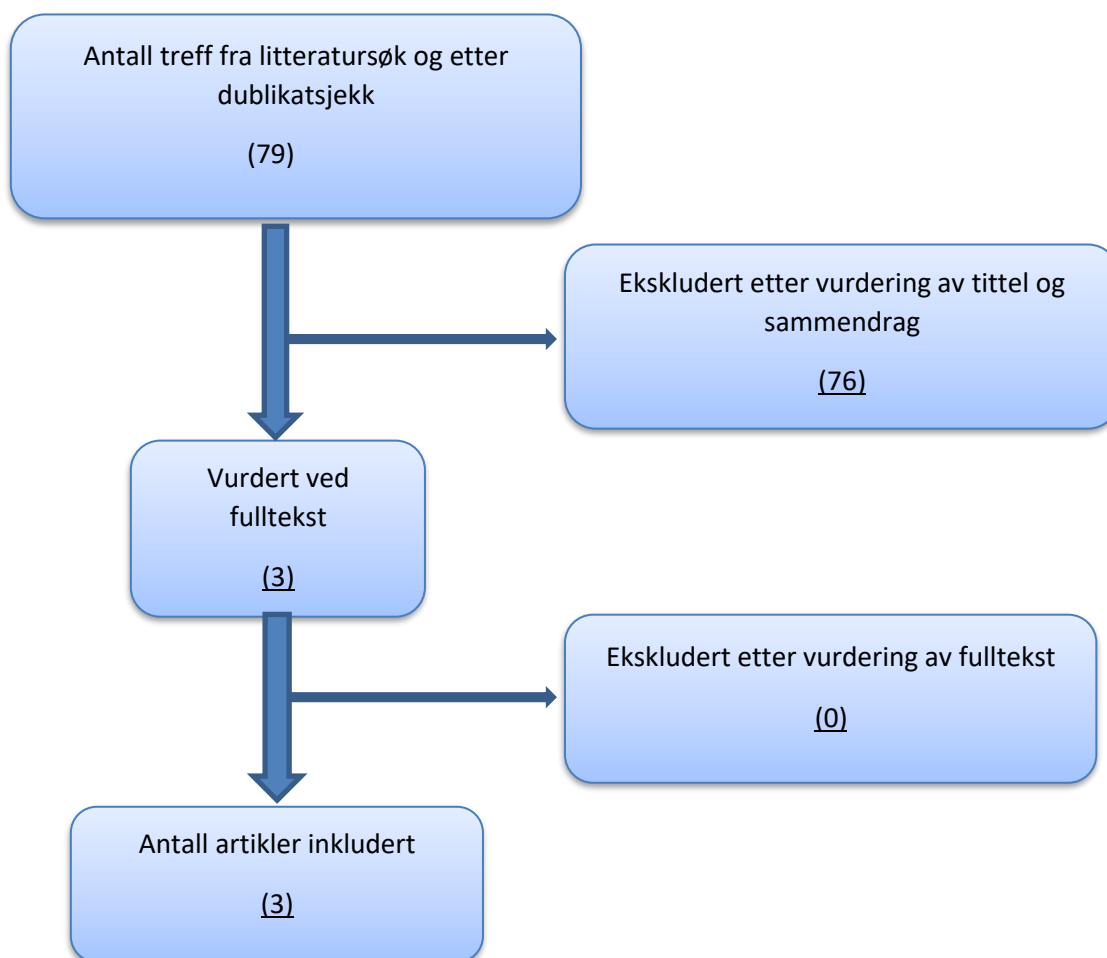 Antall treff fra litteratursøk og etter
dublikatsjekk
(79)
Ekskludert etter vurdering av tittel og
sammendrag
(76)
Vurdert ved
fulltekst
(3)
Ekskludert etter vurdering av fulltekst
(0)
Antall artikler inkludert
(3)